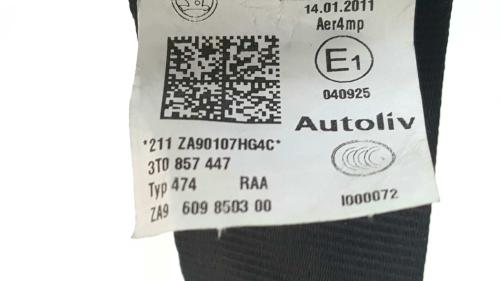 14.01.2011
Aer4mp
E1
040925
Autoliv
*211 ZA90107HG4C*
3T0 857 447
Typ 474 RAA
ZA9 609 8503 00
I000072